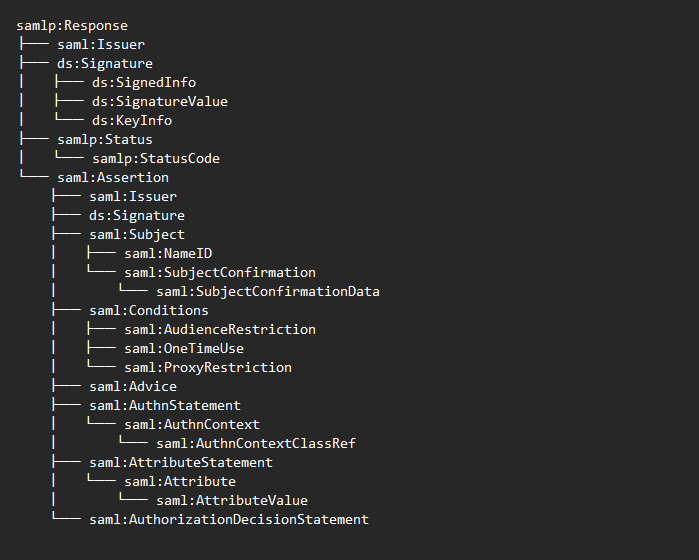 samlp:Response
├── saml:Issuer
├── ds:Signature
│   ├── ds:SignedInfo
│   ├── ds:SignatureValue
│   └── ds:KeyInfo
├── samlp:Status
│   └── samlp:StatusCode
└── saml:Assertion
    ├── saml:Issuer
    ├── ds:Signature
    ├── saml:Subject
    │   ├── saml:NameID
    │   └── saml:SubjectConfirmation
    │       └── saml:SubjectConfirmationData
    ├── saml:Conditions
    │   ├── saml:AudienceRestriction
    │   ├── saml:OneTimeUse
    │   └── saml:ProxyRestriction
    ├── saml:Advice
    ├── saml:AuthnStatement
    │   └── saml:AuthnContext
    │       └── saml:AuthnContextClassRef
    ├── saml:AttributeStatement
    │   └── saml:Attribute
    │       └── saml:AttributeValue
    └── saml:AuthorizationDecisionStatement